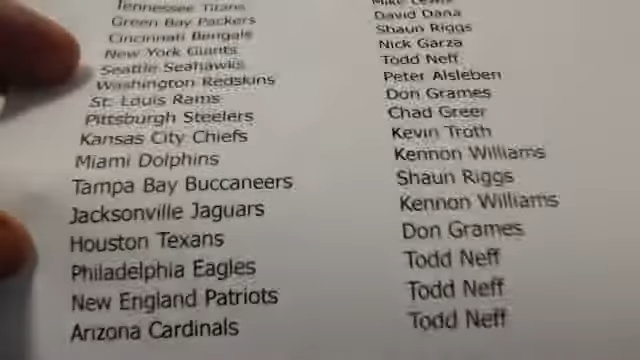 Tennessee Titans Mike Lewis
Green Bay Packers David Dana
Cincinnati Bengals Shaun Riggs
New York Giants Nick Garza
Seattle Seahawks Todd Neff
Washington Redskins Peter Alsleben
St. Louis Rams Don Grames
Pittsburgh Steelers Chad Greer
Kansas City Chiefs Kevin Troth
Miami Dolphins Kennon Williams
Tampa Bay Buccaneers Shaun Riggs
Jacksonville Jaguars Kennon Williams
Houston Texans Don Grames
Philadelphia Eagles Todd Neff
New England Patriots Todd Neff
Arizona Cardinals Todd Neff